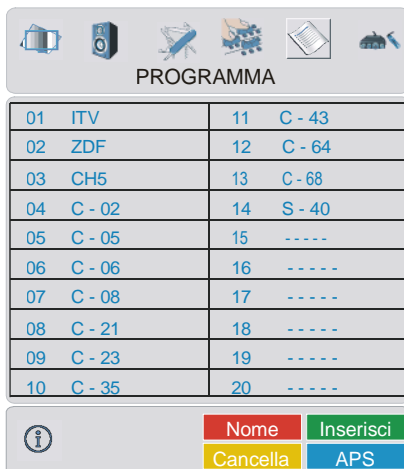 PROGRAMMA
01 ITV 11 C - 43
02 ZDF 12 C - 64
03 CH5 13 C - 68
04 C - 02 14 S - 40
05 C - 05 15 - - - - -
06 C - 06 16 - - - - -
07 C - 08 17 - - - - -
08 C - 21 18 - - - - -
09 C - 23 19 - - - - -
10 C - 35 20 - - - - -
i Nome Inserisci
Cancella APS